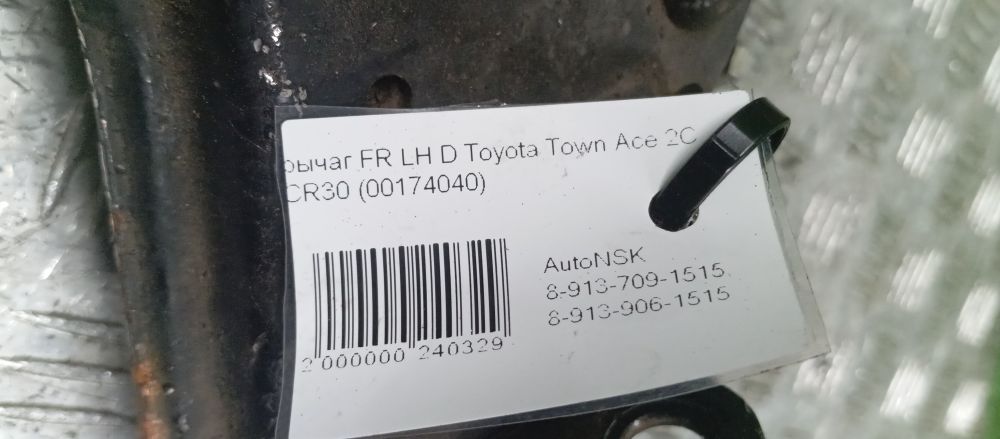 рычаг FR LH D Toyota Town Ace 2C
CR30 (00174040)
AutoNSK
8-913-709-1515
8-913-906-1515
2 000000 240329